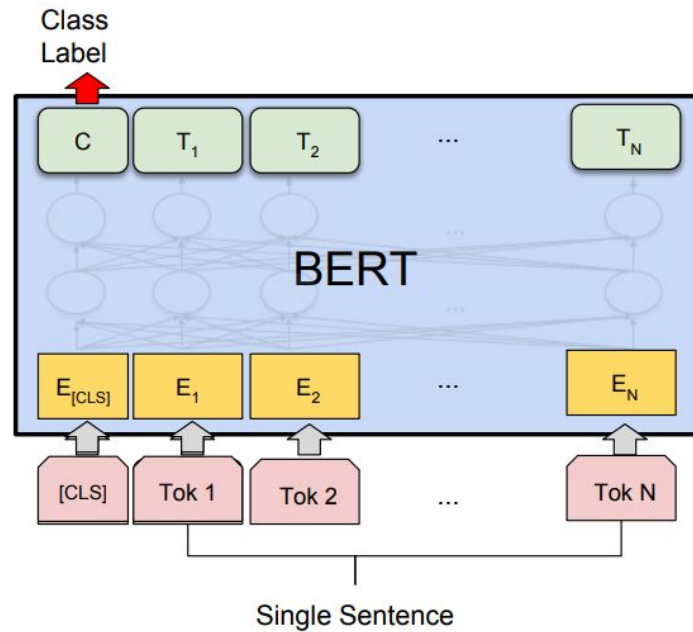 Class
Label
C T1 T2 ... TN
...
BERT
...
E[CLS] E1 E2 ... EN
[CLS] Tok 1 Tok 2 ... Tok N
Single Sentence